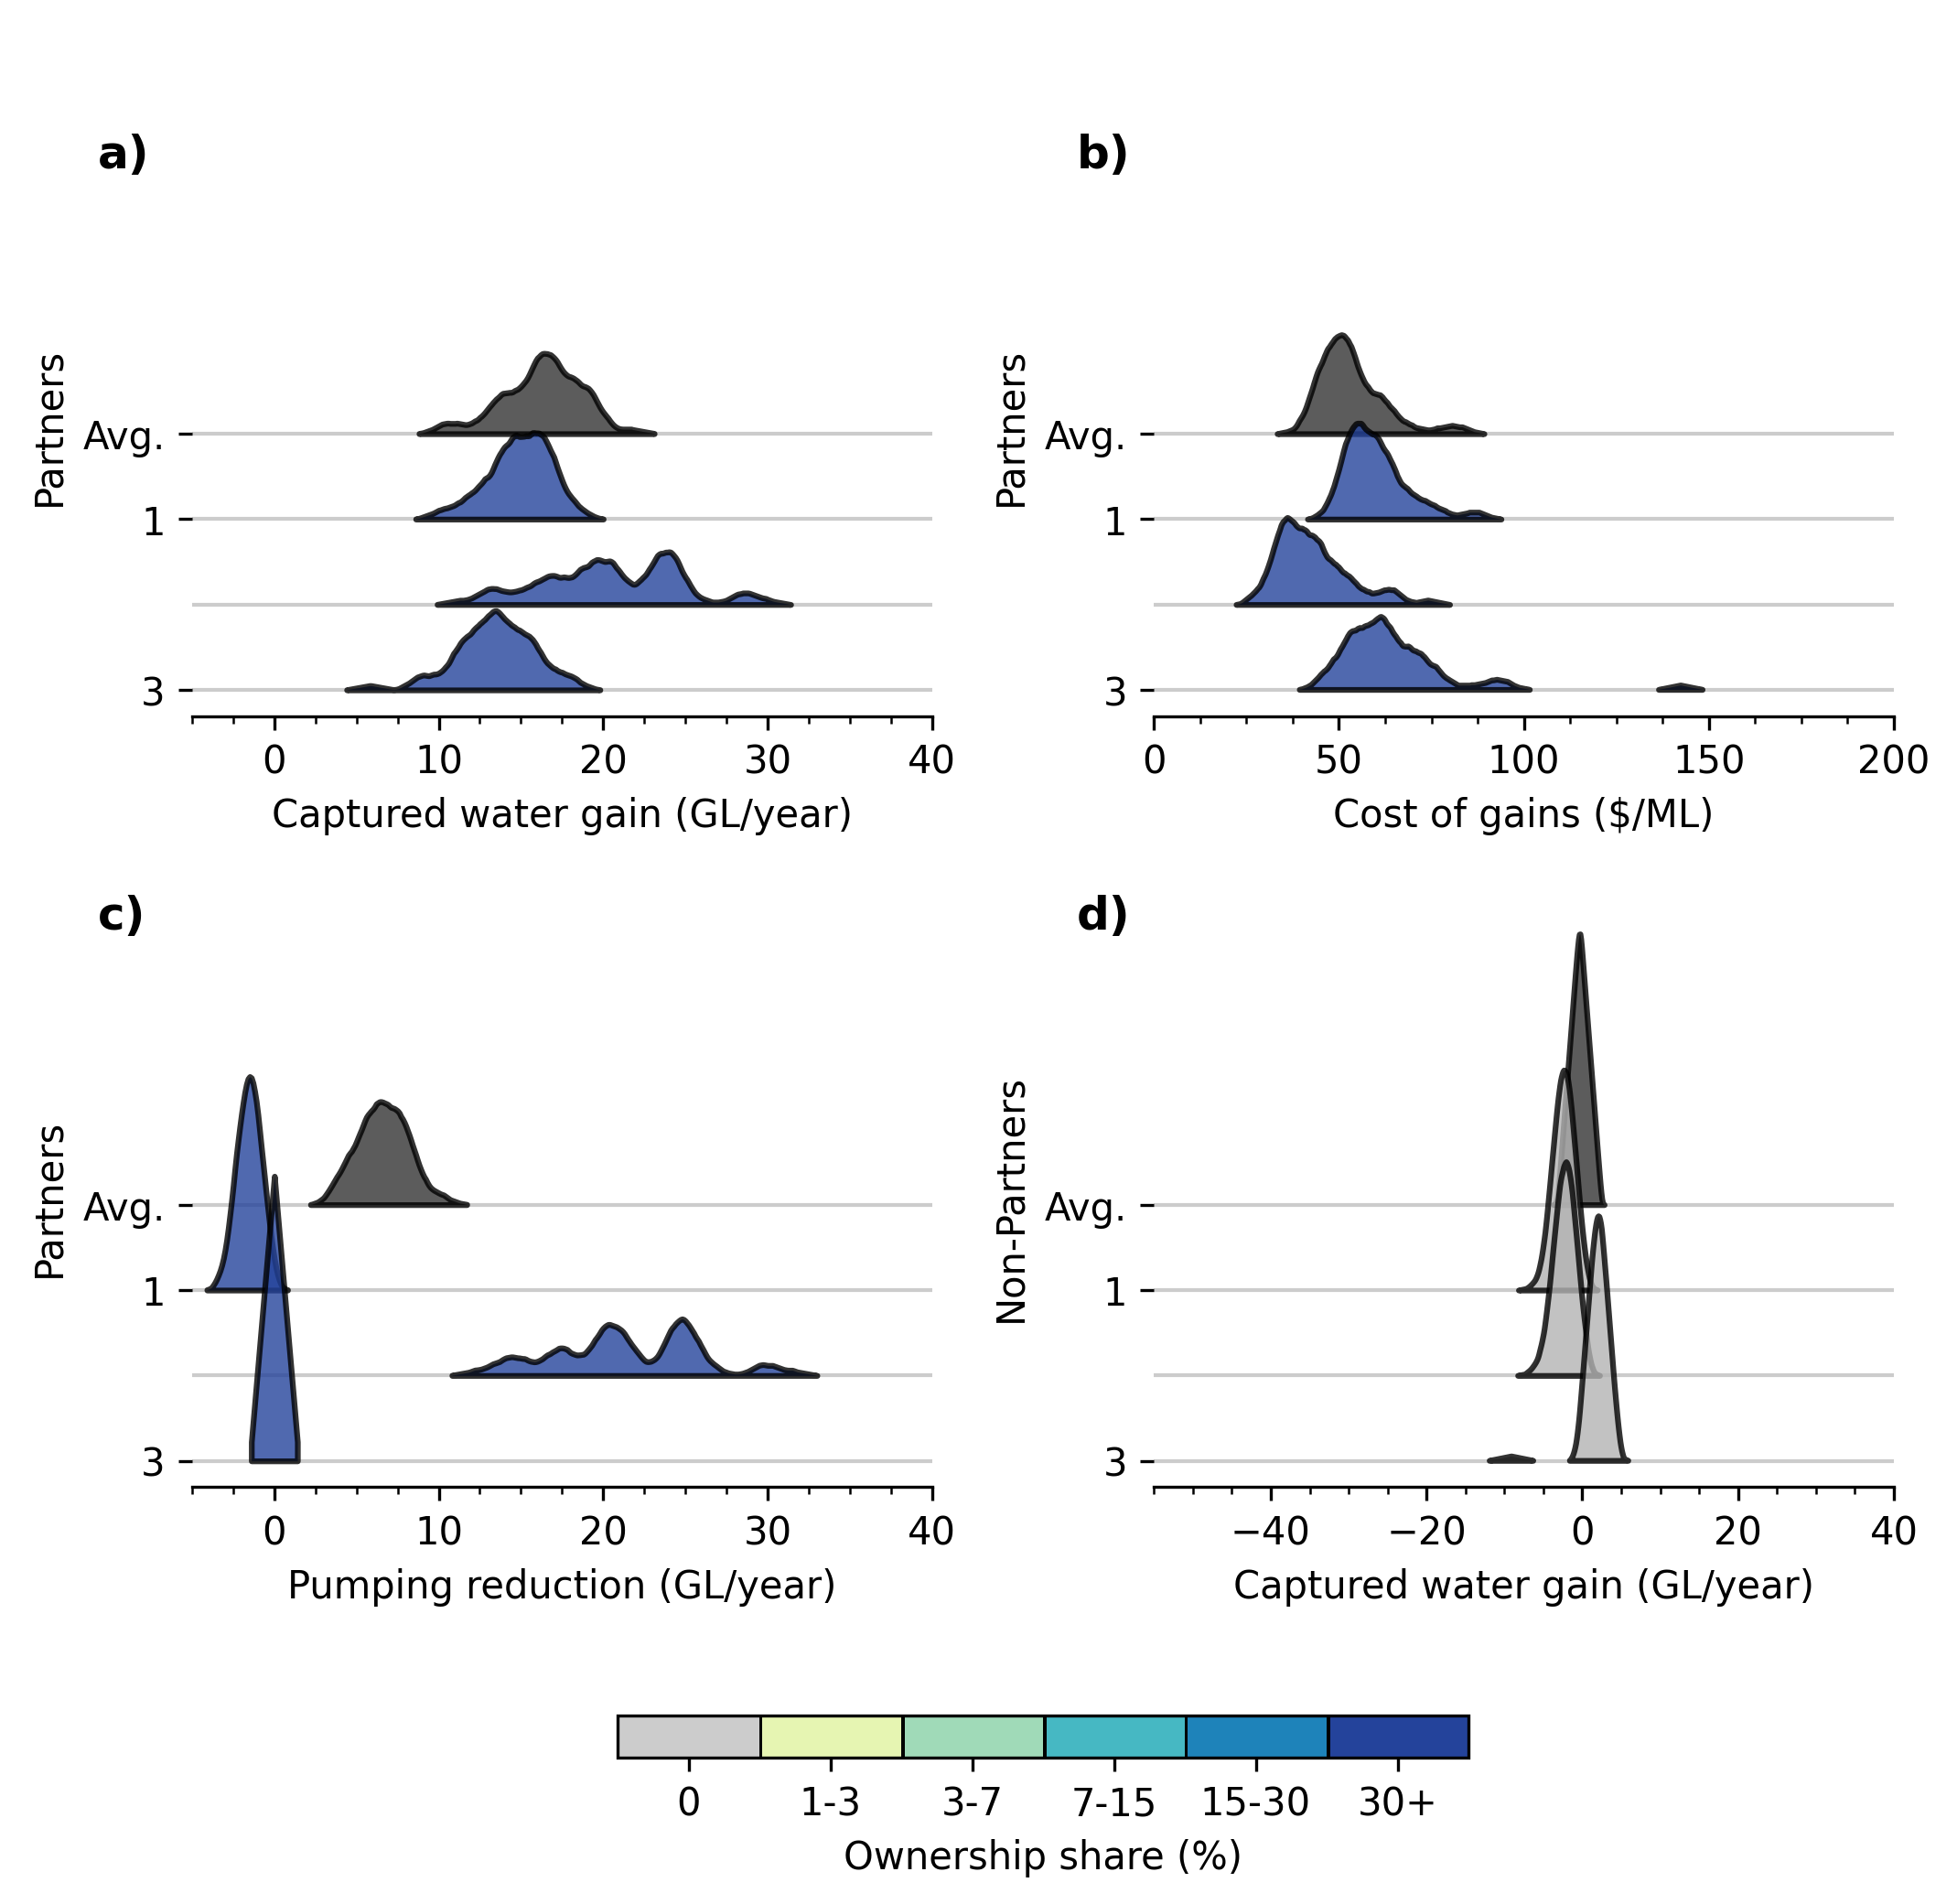 a)
Partners
Avg.
1
3
0 10 20 30 40
Captured water gain (GL/year)
b)
Partners
Avg.
1
3
0 50 100 150 200
Cost of gains ($/ML)
c)
Partners
Avg.
1
3
0 10 20 30 40
Pumping reduction (GL/year)
d)
Non-Partners
Avg.
1
3
−40 −20 0 20 40
Captured water gain (GL/year)
0 1-3 3-7 7-15 15-30 30+
Ownership share (%)